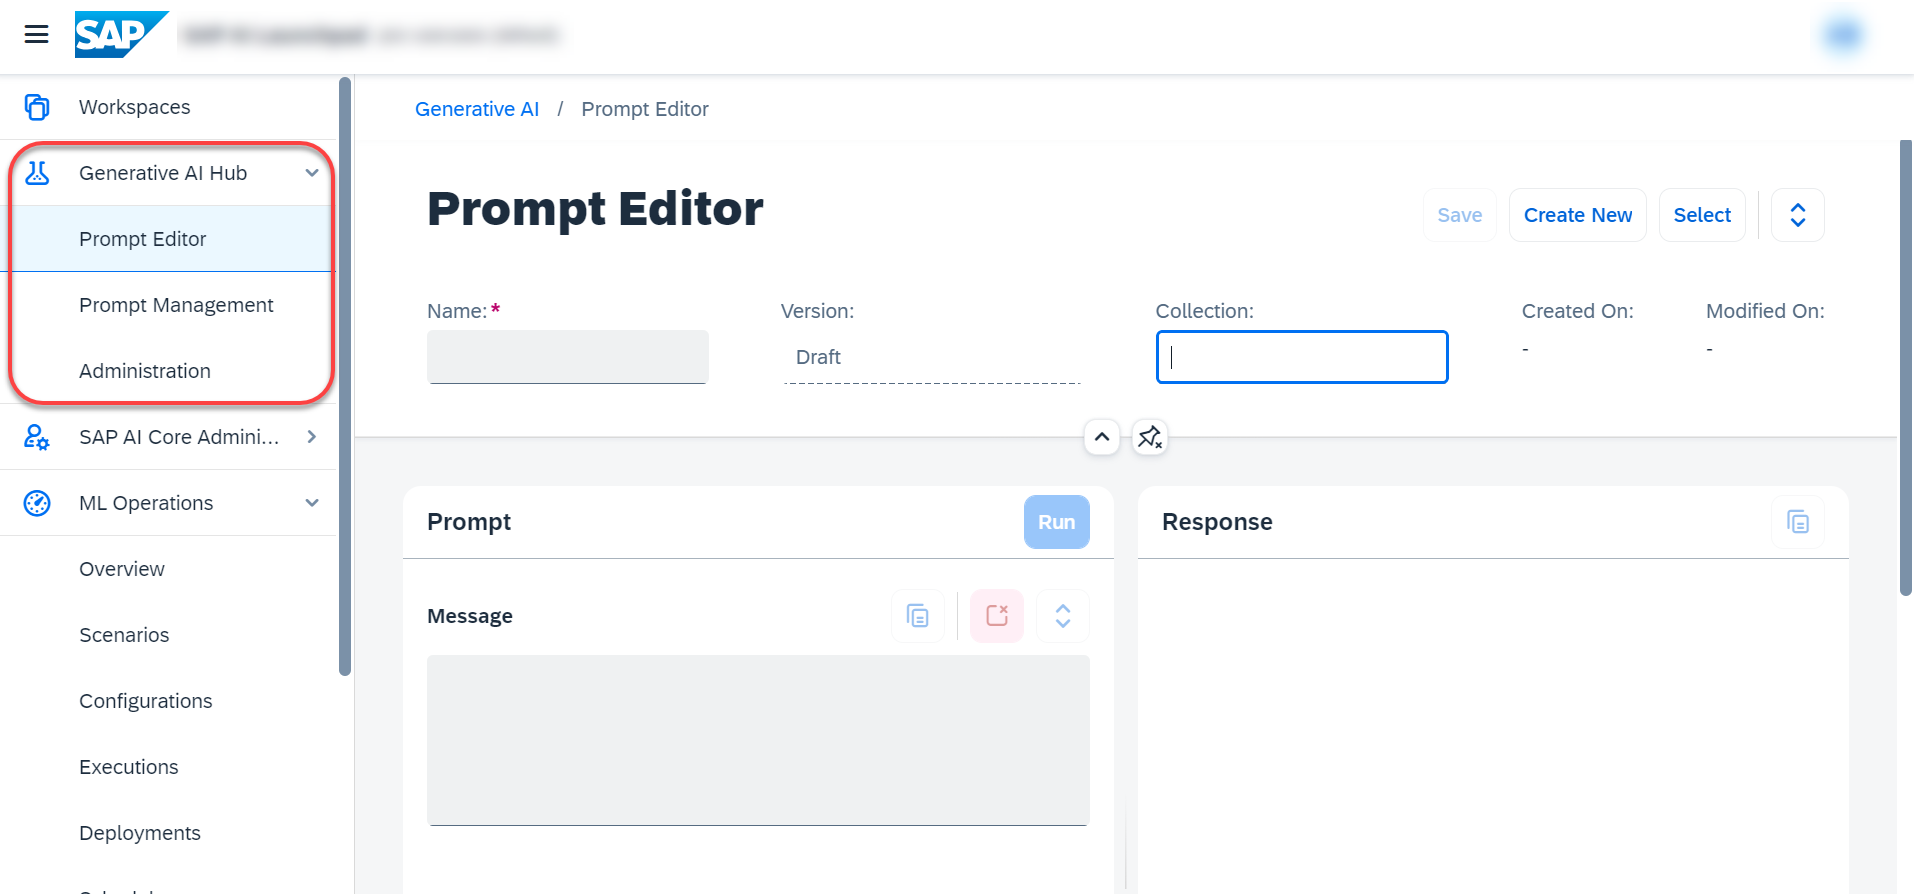 SAP
Workspaces
Generative AI Hub
Prompt Editor
Prompt Management
Administration
SAP AI Core Admini...
ML Operations
Overview
Scenarios
Configurations
Executions
Deployments
Generative AI / Prompt Editor
Prompt Editor
Save
Create New
Select
Name:*
Version:
Draft
Collection:
Created On:
-
Modified On:
-
Prompt
Run
Message
Response